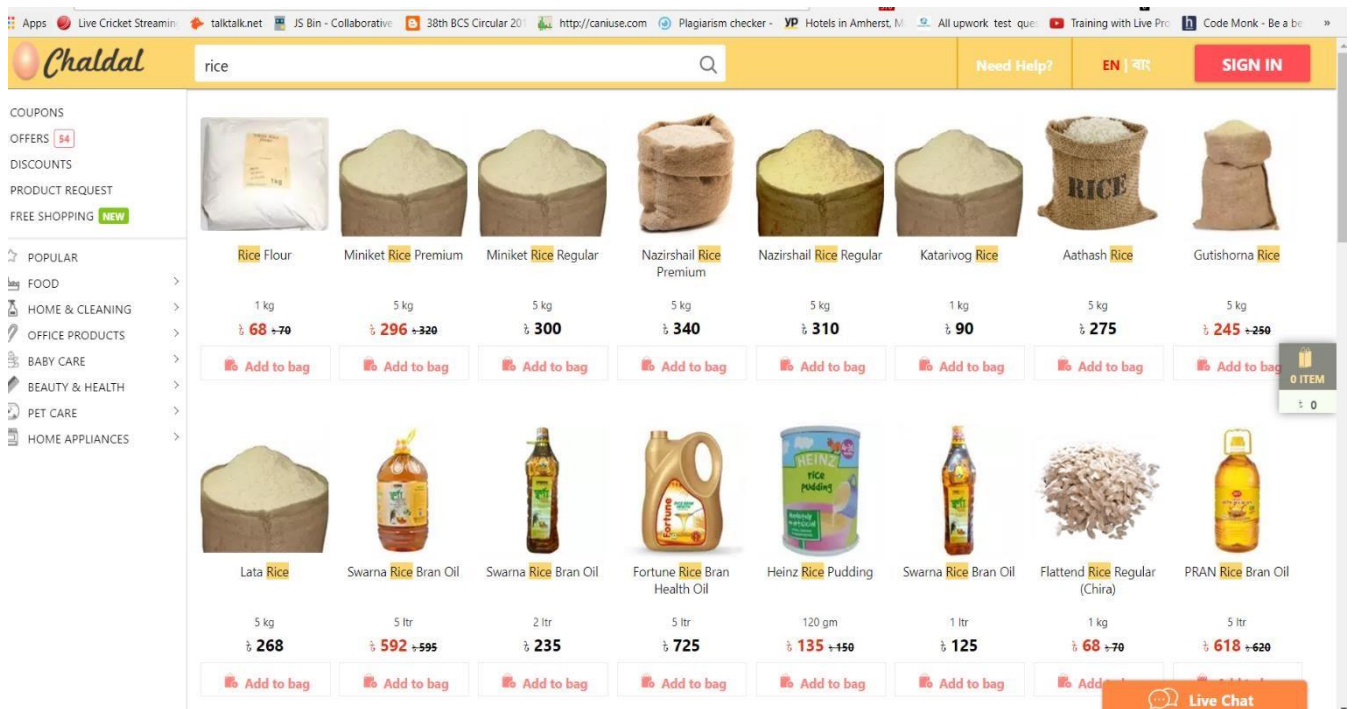 Apps Live Cricket Streamin talktalk.net JS Bin - Collaborative 38th BCS Circular 201 http://caniuse.com Plagiarism checker - YP Hotels in Amherst, M All upwork test ques Training with Live Pro h Code Monk - Be a be »
Chaldal rice Need Help? EN | বাং SIGN IN
COUPONS
OFFERS 54
DISCOUNTS
PRODUCT REQUEST
FREE SHOPPING NEW
POPULAR
FOOD
HOME & CLEANING
OFFICE PRODUCTS
BABY CARE
BEAUTY & HEALTH
PET CARE
HOME APPLIANCES
1kg
RICE
Rice Flour Miniket Rice Premium Miniket Rice Regular Nazirshail Rice Nazirshail Rice Regular Katarivog Rice Aathash Rice Gutishorna Rice
Premium
1 kg 5 kg 5 kg 5 kg 5 kg 1 kg 5 kg 5 kg
৳ 68 ৳ 70 ৳ 296 ৳ 320 ৳ 300 ৳ 340 ৳ 310 ৳ 90 ৳ 275 ৳ 245 ৳ 250
Add to bag Add to bag Add to bag Add to bag Add to bag Add to bag Add to bag Add to bag
0 ITEM
৳ 0
HEINZ
rice
pudding
Fortune
Lata Rice Swarna Rice Bran Oil Swarna Rice Bran Oil Fortune Rice Bran Heinz Rice Pudding Swarna Rice Bran Oil Flattend Rice Regular PRAN Rice Bran Oil
Health Oil (Chira)
5 kg 5 ltr 2 ltr 5 ltr 120 gm 1 ltr 1 kg 5 ltr
৳ 268 ৳ 592 ৳ 595 ৳ 235 ৳ 725 ৳ 135 ৳ 150 ৳ 125 ৳ 68 ৳ 70 ৳ 618 ৳ 620
Add to bag Add to bag Add to bag Add to bag Add to bag Add to bag Add
Live Chat